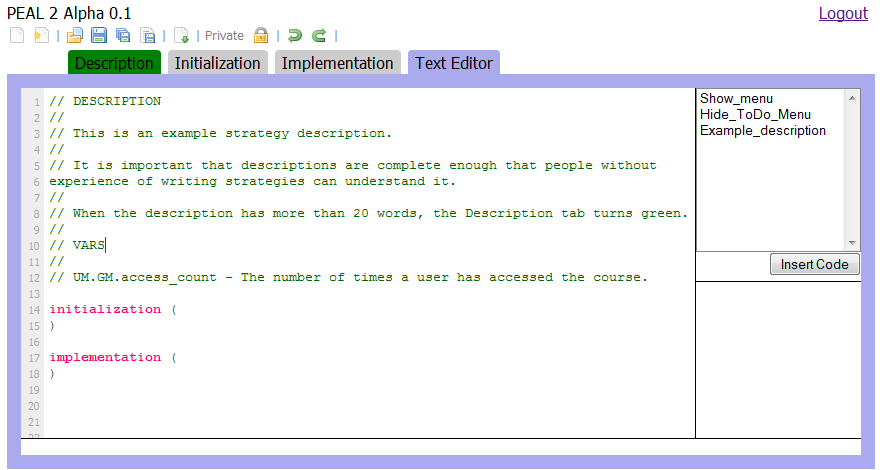 PEAL 2 Alpha 0.1 Logout
Private
Description Initialization Implementation Text Editor
1 // DESCRIPTION
2 //
3 // This is an example strategy description.
4 //
5 // It is important that descriptions are complete enough that people without
6 experience of writing strategies can understand it.
7 //
8 // When the description has more than 20 words, the Description tab turns green.
9 //
10 // VARS
11 //
12 // UM.GM.access_count - The number of times a user has accessed the course.
13
14 initialization (
15 )
16
17 implementation (
18 )
19
20
21
22
Show_menu
Hide_ToDo_Menu
Example_description
Insert Code